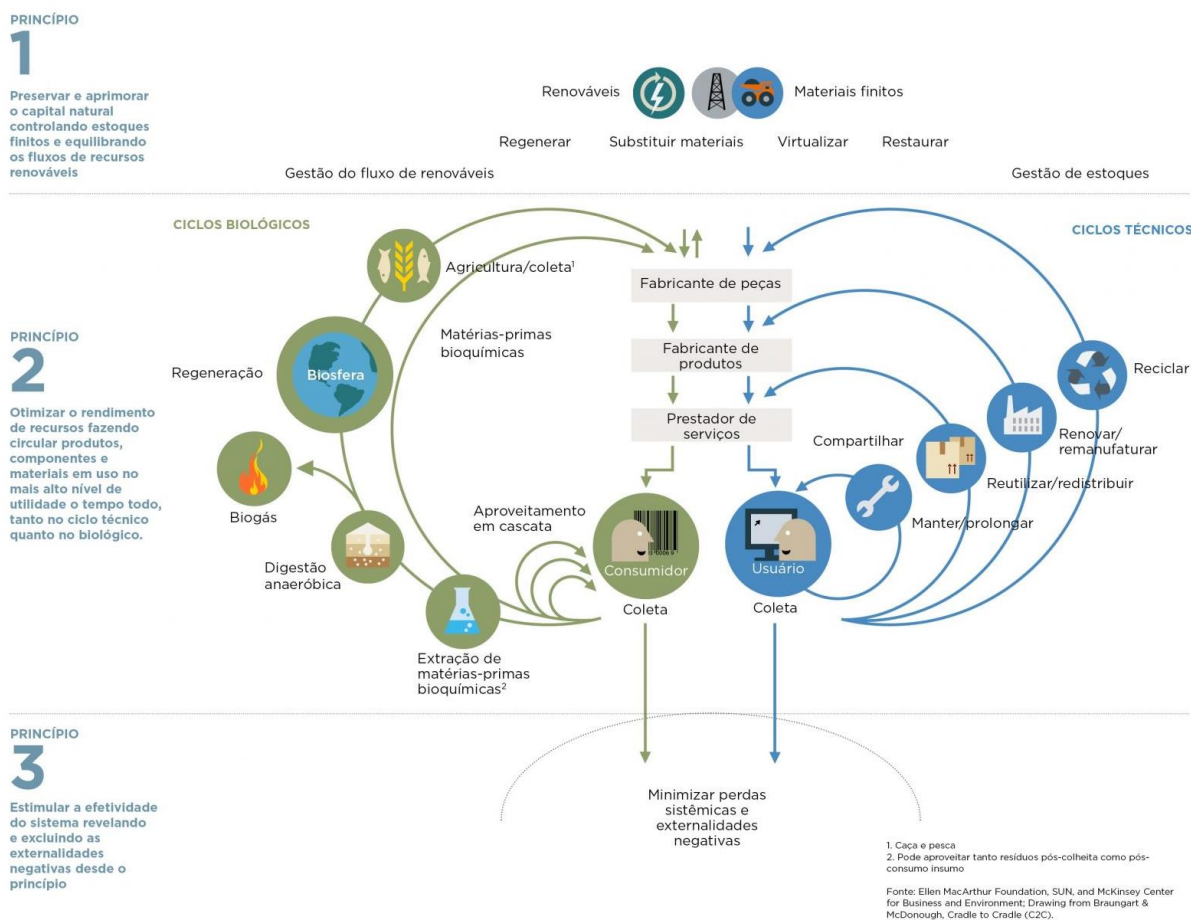 PRINCÍPIO
1
Preservar e aprimorar
o capital natural
controlando estoques
finitos e equilibrando
os fluxos de recursos
renováveis
Renováveis
Materiais finitos
Regenerar
Substituir materiais
Virtualizar
Restaurar
Gestão do fluxo de renováveis
Gestão de estoques
PRINCÍPIO
2
Otimizar o rendimento
de recursos fazendo
circular produtos,
componentes e
materiais em uso no
mais alto nível de
utilidade o tempo todo,
tanto no ciclo técnico
quanto no biológico.
CICLOS BIOLÓGICOS
CICLOS TÉCNICOS
Agricultura/coleta¹
Matérias-primas
bioquímicas
Regeneração
Biosfera
Biogás
Digestão
anaeróbica
Extração de
matérias-primas
bioquímicas²
Aproveitamento
em cascata
Fabricante de peças
Fabricante de
produtos
Prestador de
serviços
Consumidor
Coleta
Usuário
Coleta
Compartilhar
Manter/prolongar
Reutilizar/redistribuir
Renovar/
remanufaturar
Reciclar
PRINCÍPIO
3
Estimular a efetividade
do sistema revelando
e excluindo as
externalidades
negativas desde o
princípio
Minimizar perdas
sistêmicas e
externalidades
negativas
1. Caça e pesca
2. Pode aproveitar tanto resíduos pós-colheita como pós-
consumo insumo
Fonte: Ellen MacArthur Foundation, SUN, and McKinsey Center
for Business and Environment; Drawing from Braungart &
McDonough, Cradle to Cradle (C2C).